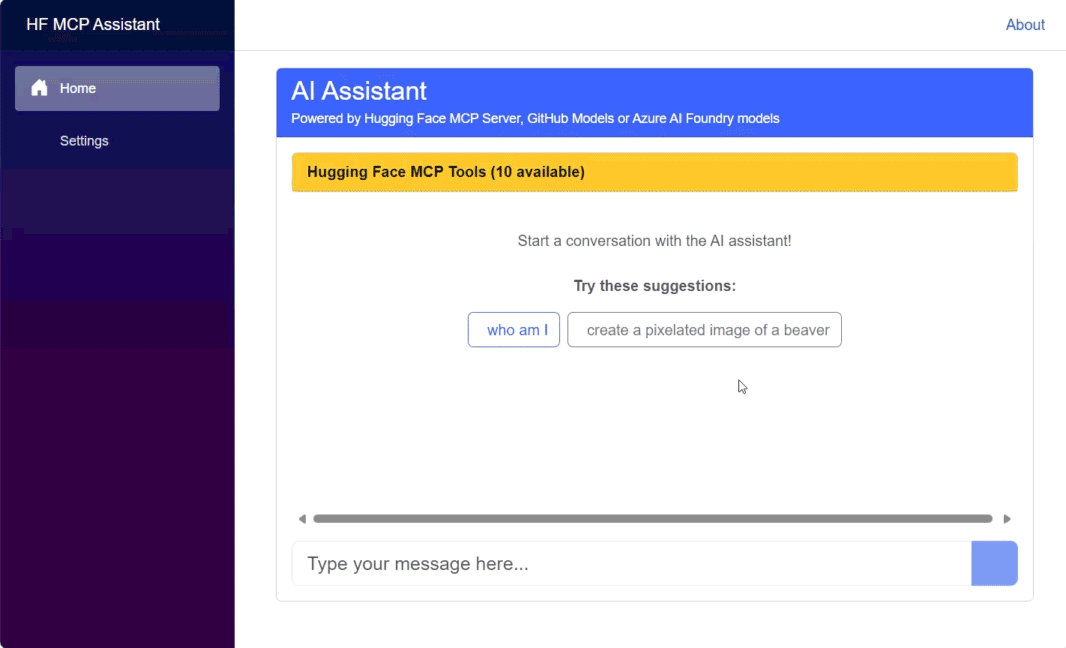 HF MCP Assistant
About
Home
Settings
AI Assistant
Powered by Hugging Face MCP Server, GitHub Models or Azure AI Foundry models
Hugging Face MCP Tools (10 available)
Start a conversation with the AI assistant!
Try these suggestions:
who am I
create a pixelated image of a beaver
Type your message here...